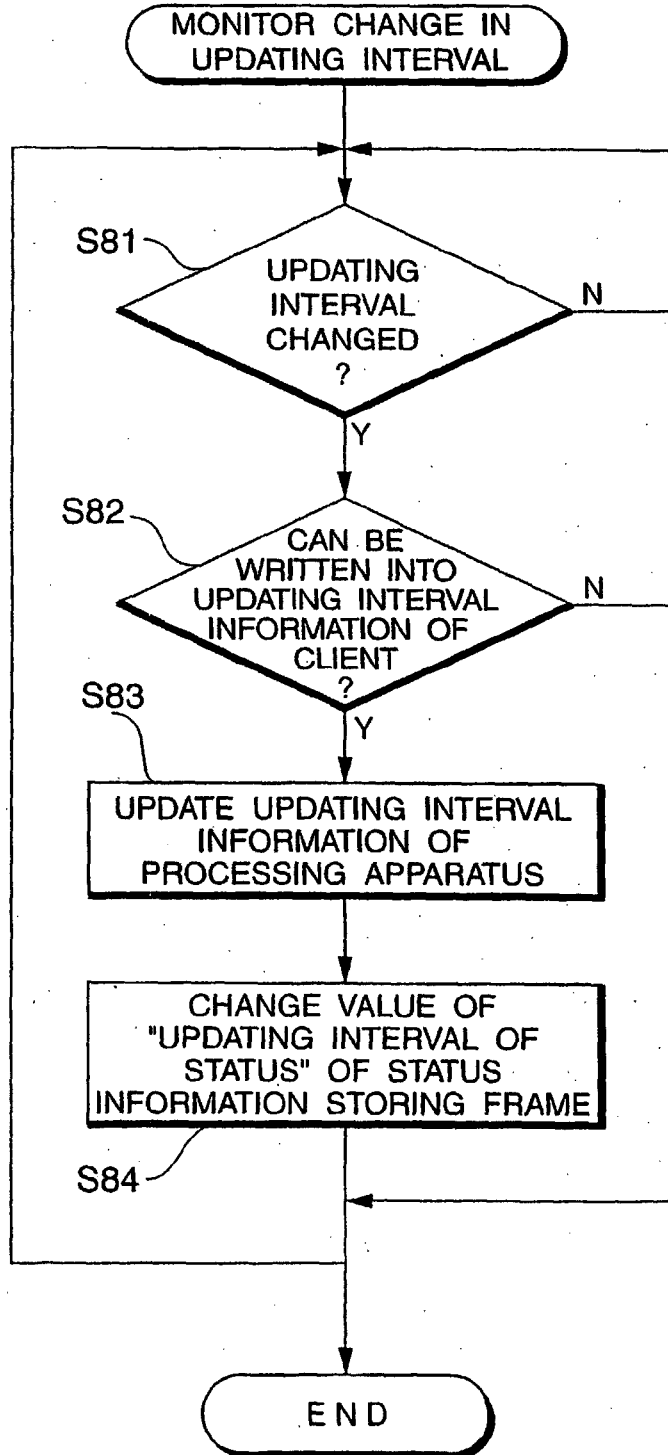 MONITOR CHANGE IN
UPDATING INTERVAL
S81
UPDATING
INTERVAL
CHANGED
?
N
Y
S82
CAN BE
WRITTEN INTO
UPDATING INTERVAL
INFORMATION OF
CLIENT
?
N
Y
S83
UPDATE UPDATING INTERVAL
INFORMATION OF
PROCESSING APPARATUS
CHANGE VALUE OF
"UPDATING INTERVAL OF
STATUS" OF STATUS
INFORMATION STORING FRAME
S84
END